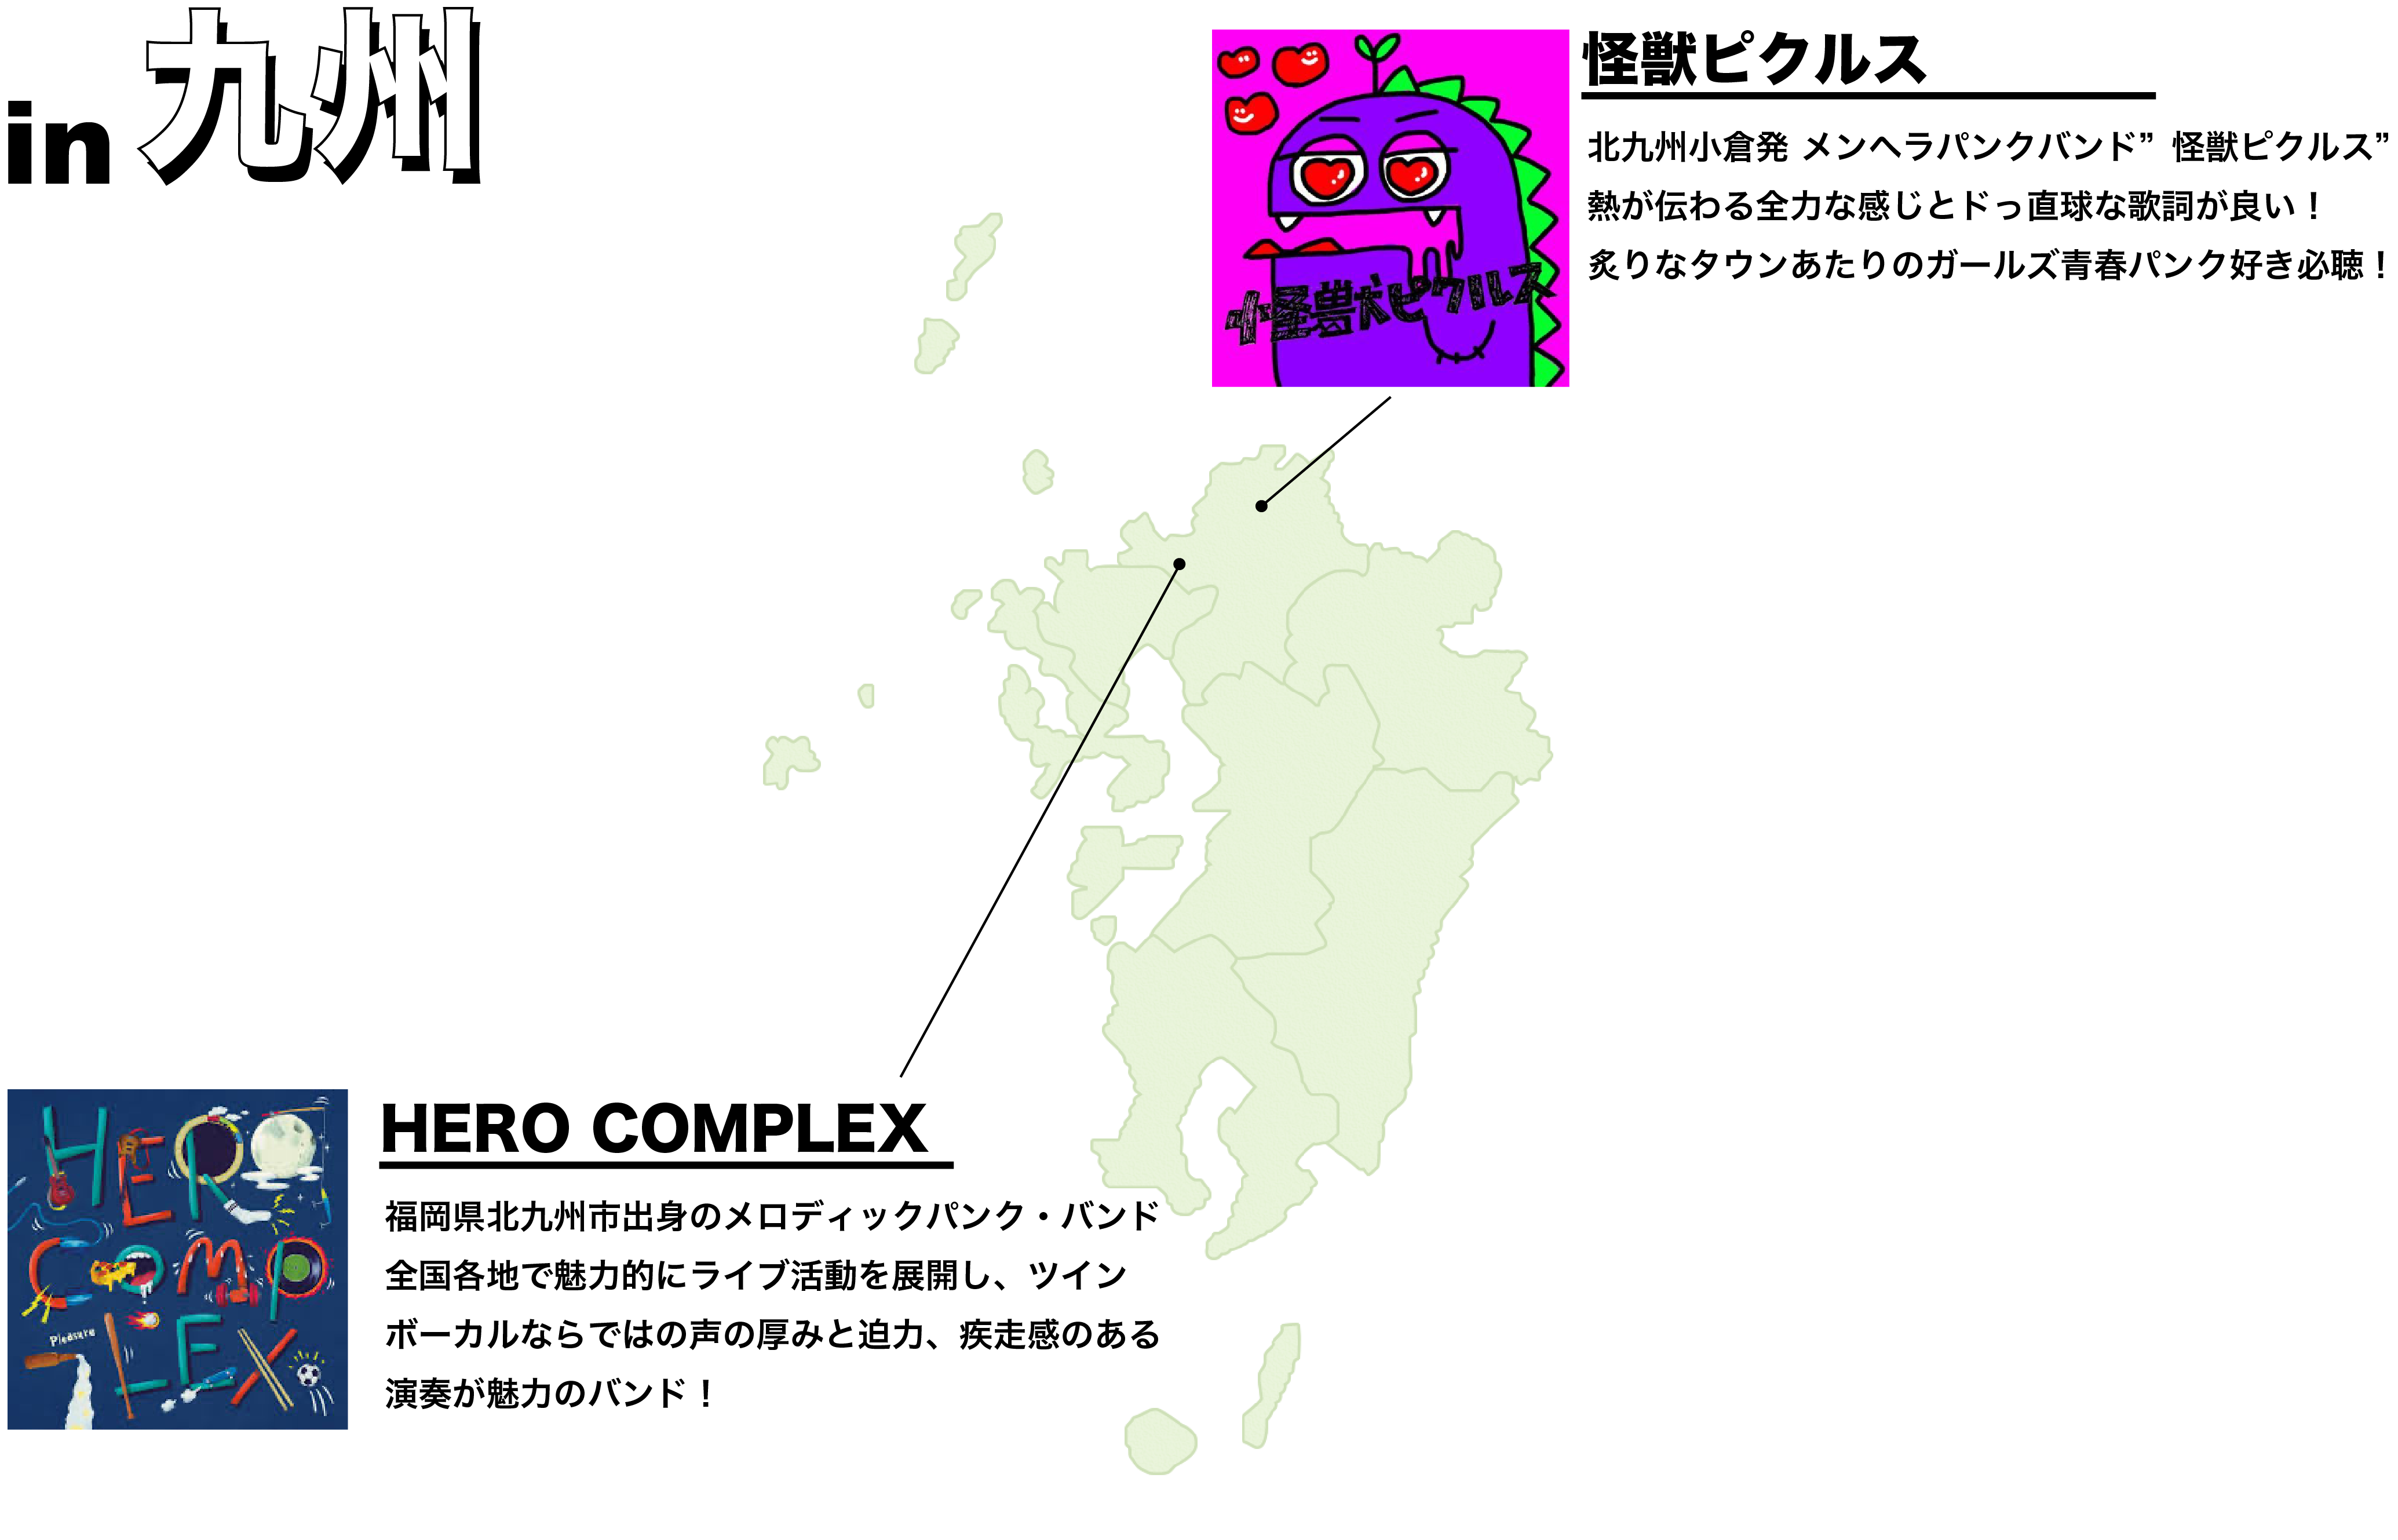 in 九州
怪獣ピクルス
北九州小倉発 メンヘラパンクバンド” 怪獣ピクルス”
熱が伝わる全力な感じとドっ直球な歌詞が良い！
炙りなタウンあたりのガールズ青春パンク好き必聴！
怪獣ピクルス
HERO COMPLEX
福岡県北九州市出身のメロディックパンク・バンド
全国各地で魅力的にライブ活動を展開し、ツイン
ボーカルならではの声の厚みと迫力、疾走感のある
演奏が魅力のバンド！
HERO
COMP
Pleasure
LEX